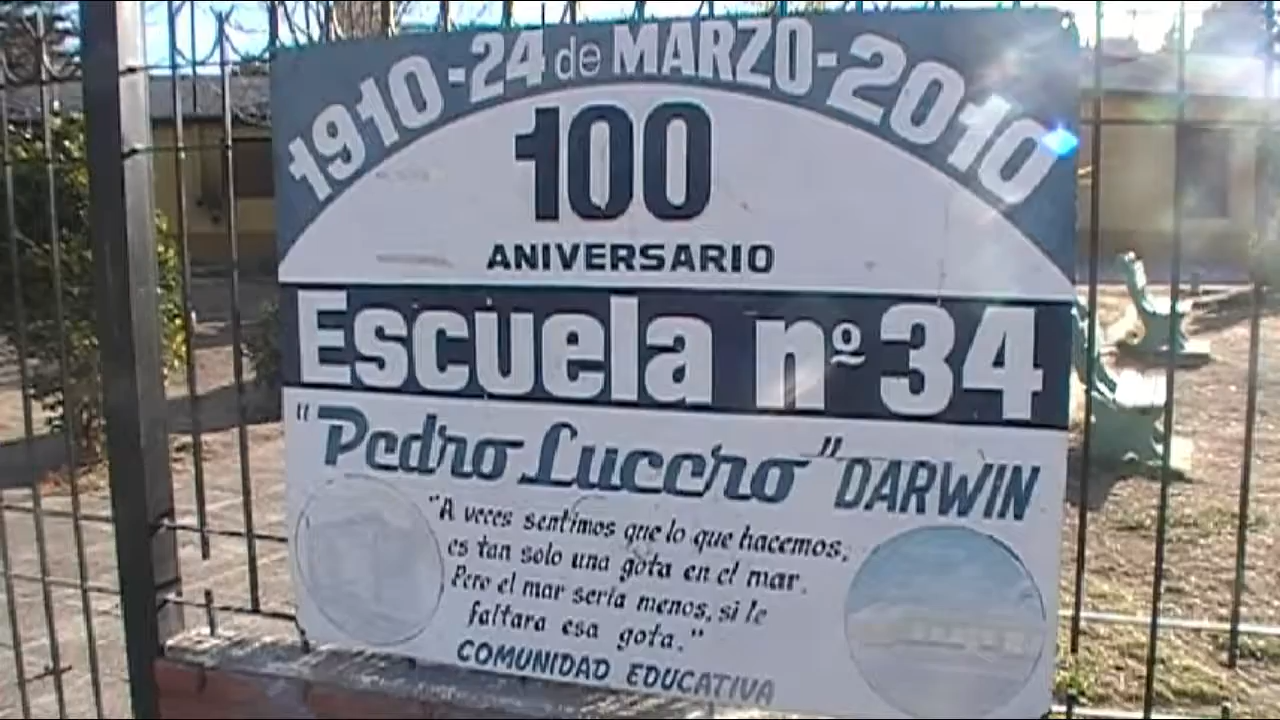 1910-24 de MARZO-2010
100
ANIVERSARIO
Escuela nº 34
"Pedro Lucero" DARWIN
"A veces sentimos que lo que hacemos,
es tan solo una gota en el mar.
Pero el mar sería menos, si le
faltara esa gota."
COMUNIDAD EDUCATIVA